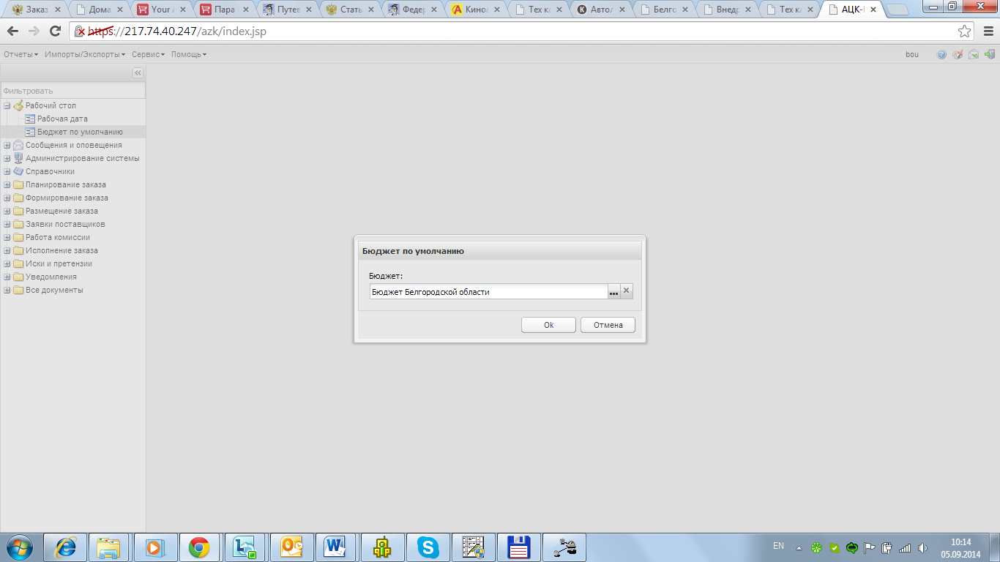 Заказ
Дома
Your
Пара
Путев
Стать
Федер
Тех ка
Автол
Белго
Внедр
Тех ка
АЦК-
https://217.74.40.247/azk/index.jsp
Отчеты Импорты/Экспорты Сервис Помощь bou
Фильтровать
Рабочий стол
Рабочая дата
Бюджет по умолчанию
Сообщения и оповещения
Администрирование системы
Справочники
Планирование заказа
Формирование заказа
Размещение заказа
Заявки поставщиков
Работа комиссии
Исполнение заказа
Иски и претензии
Уведомления
Все документы
Бюджет по умолчанию
Бюджет:
Бюджет Белгородской области
...
Ok Отмена
EN
10:14
05.09.2014